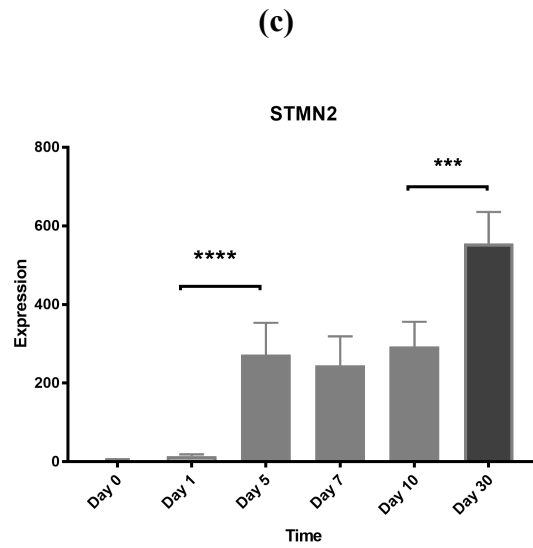 (c)
STMN2
800
600
400
200
0
Expression
****
***
Day 0
Day 1
Day 5
Day 7
Day 10
Day 30
Time